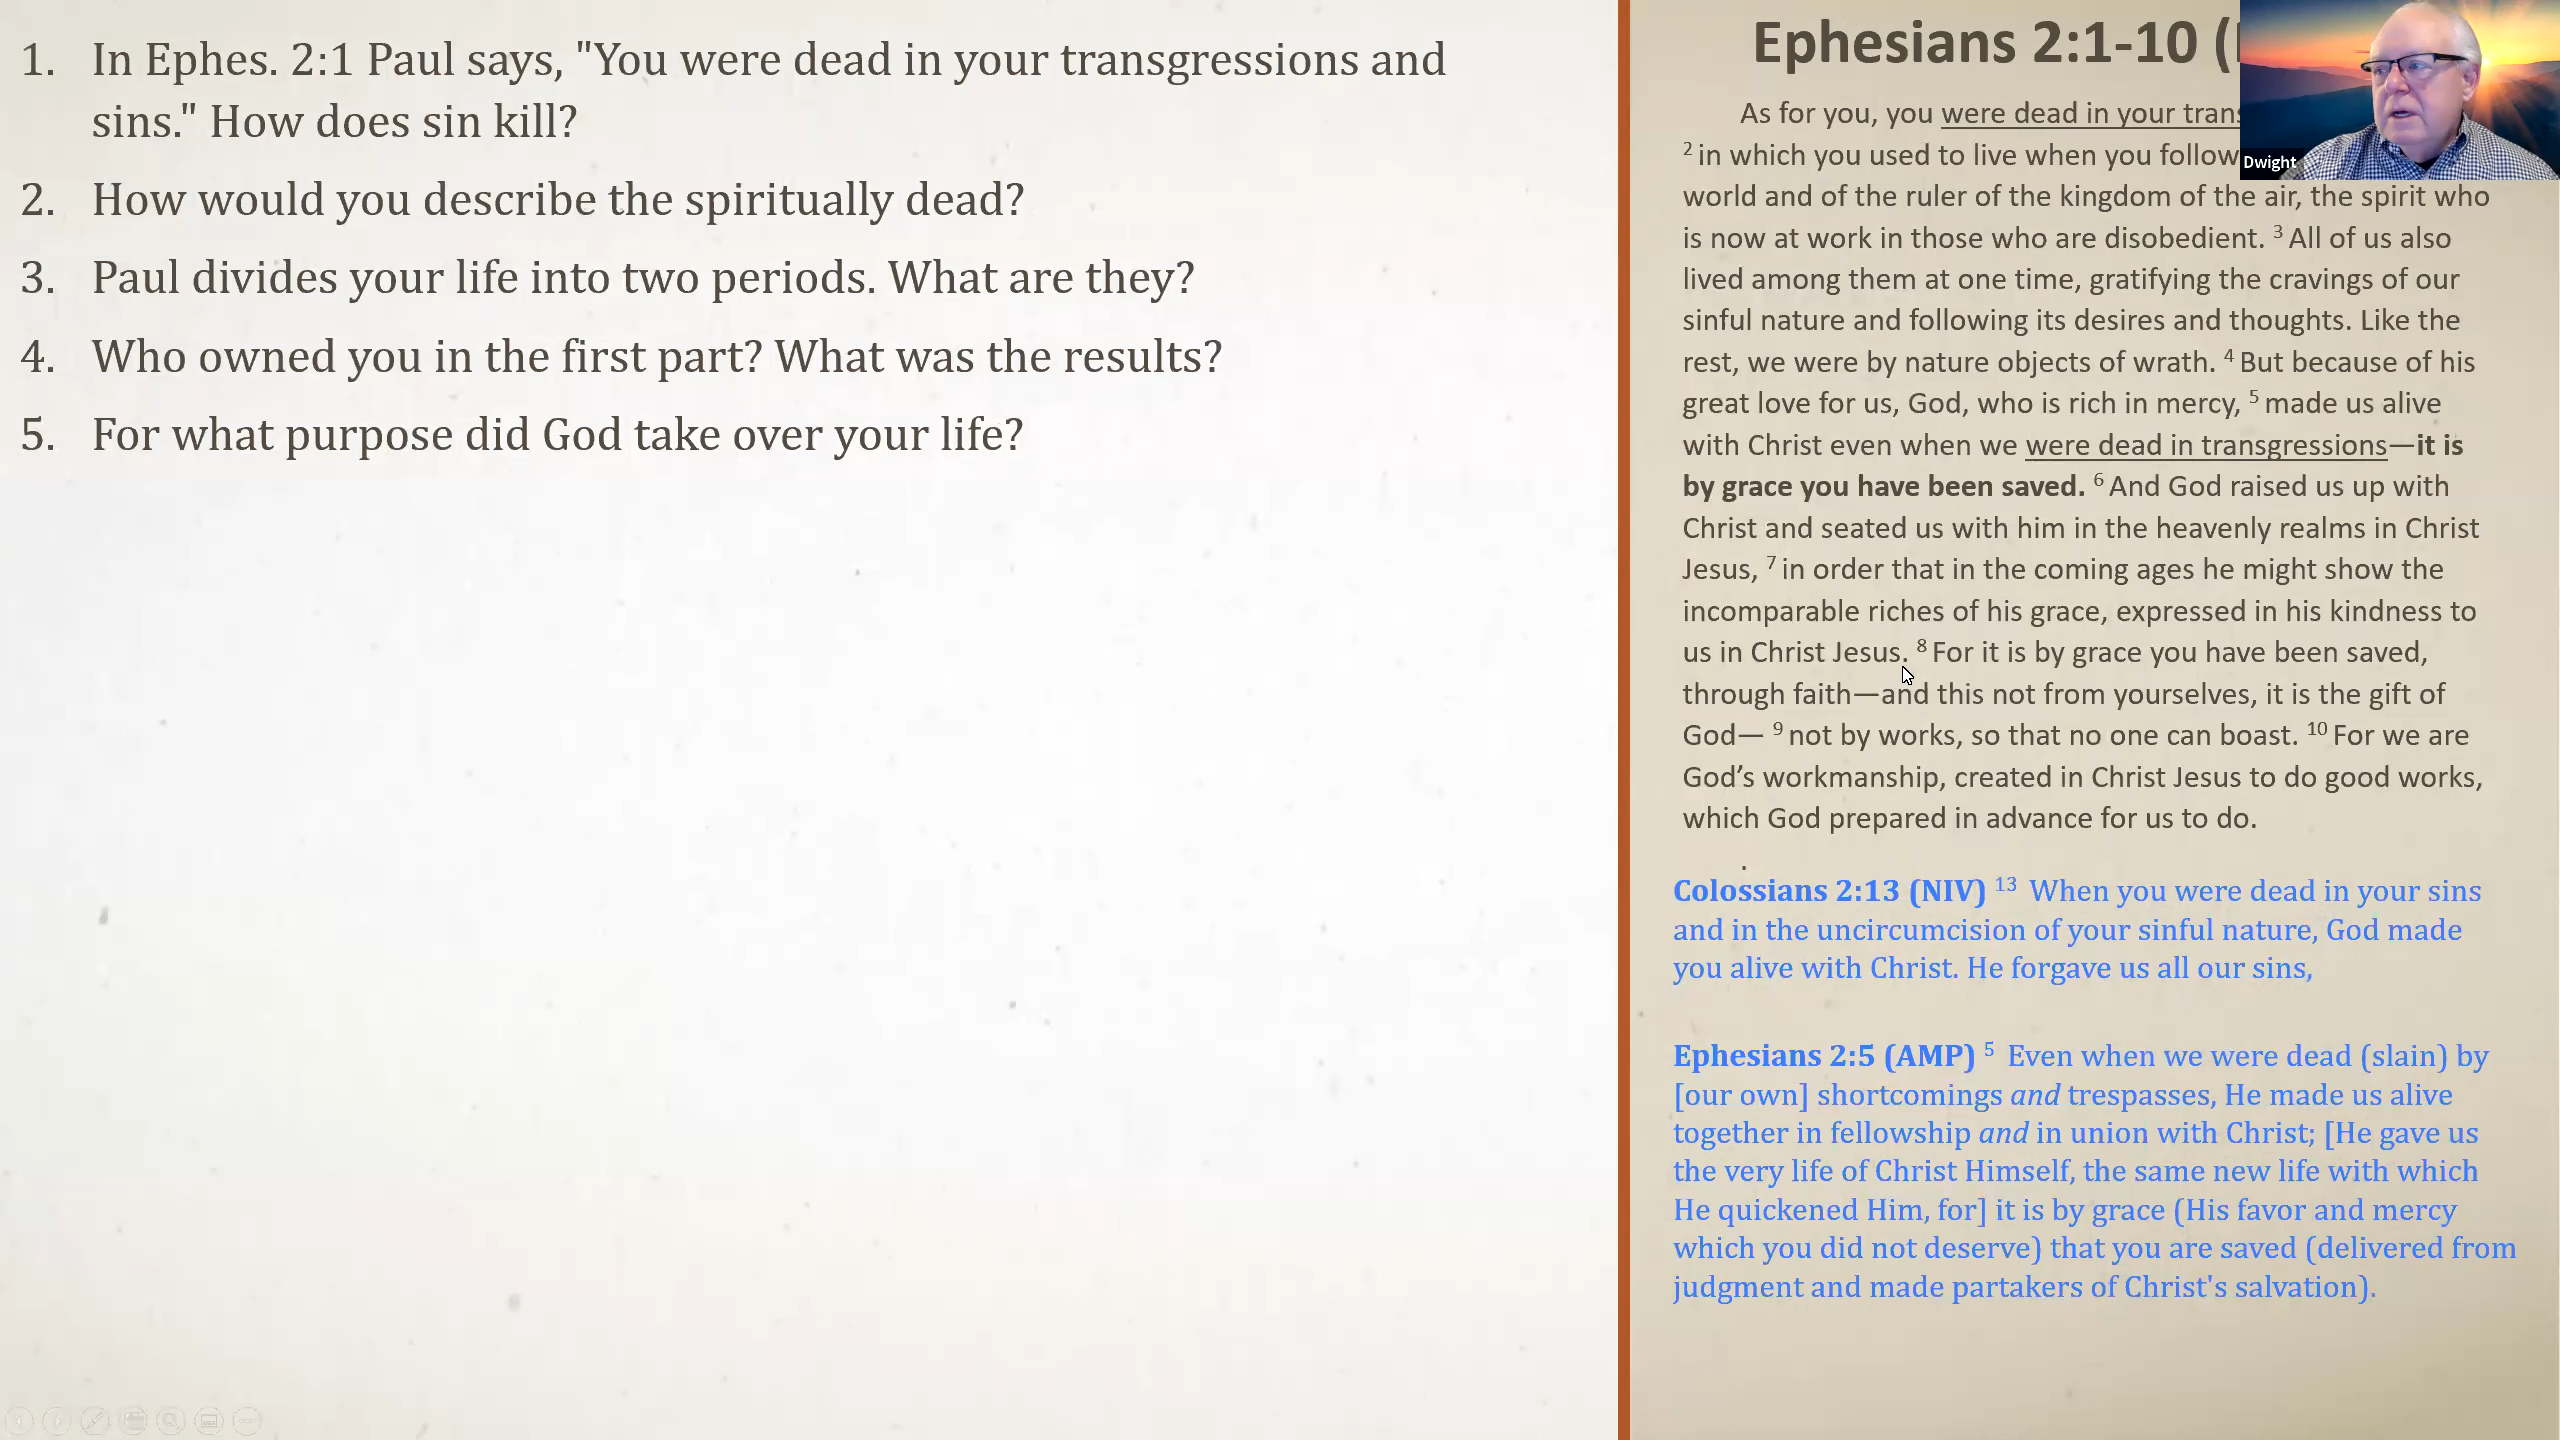 1. In Ephes. 2:1 Paul says, "You were dead in your transgressions and
sins." How does sin kill?
2. How would you describe the spiritually dead?
3. Paul divides your life into two periods. What are they?
4. Who owned you in the first part? What was the results?
5. For what purpose did God take over your life?
Ephesians 2:1-10 (
Dwight
As for you, you were dead in your trans
2 in which you used to live when you follow
world and of the ruler of the kingdom of the air, the spirit who
is now at work in those who are disobedient. 3 All of us also
lived among them at one time, gratifying the cravings of our
sinful nature and following its desires and thoughts. Like the
rest, we were by nature objects of wrath. 4 But because of his
great love for us, God, who is rich in mercy, 5 made us alive
with Christ even when we were dead in transgressions—it is
by grace you have been saved. 6 And God raised us up with
Christ and seated us with him in the heavenly realms in Christ
Jesus, 7 in order that in the coming ages he might show the
incomparable riches of his grace, expressed in his kindness to
us in Christ Jesus. 8 For it is by grace you have been saved,
through faith—and this not from yourselves, it is the gift of
God— 9 not by works, so that no one can boast. 10 For we are
God’s workmanship, created in Christ Jesus to do good works,
which God prepared in advance for us to do.
.
Colossians 2:13 (NIV) 13 When you were dead in your sins
and in the uncircumcision of your sinful nature, God made
you alive with Christ. He forgave us all our sins,
Ephesians 2:5 (AMP) 5 Even when we were dead (slain) by
[our own] shortcomings and trespasses, He made us alive
together in fellowship and in union with Christ; [He gave us
the very life of Christ Himself, the same new life with which
He quickened Him, for] it is by grace (His favor and mercy
which you did not deserve) that you are saved (delivered from
judgment and made partakers of Christ's salvation).